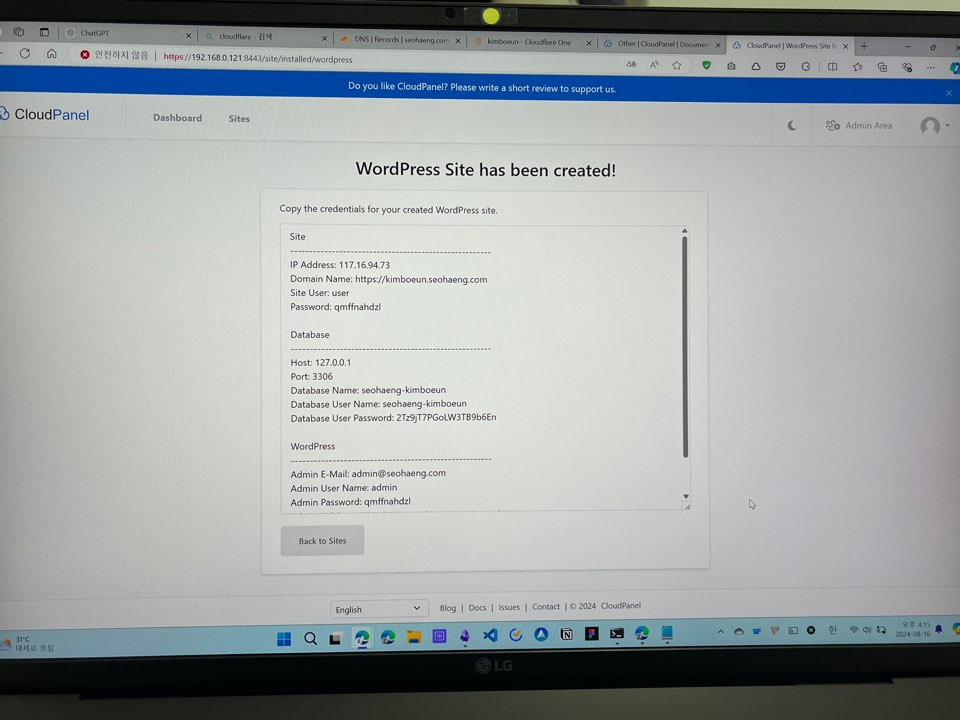 ChatGPT
cloudflare - 검색
DNS | Records | seohaeng.com
kimboeun - Cloudflare One
Other | CloudPanel | Document
CloudPanel | WordPress Site h
안전하지 않음
https://192.168.0.121:8443/site/installed/wordpress
Do you like CloudPanel? Please write a short review to support us.
CloudPanel
Dashboard
Sites
Admin Area
WordPress Site has been created!
Copy the credentials for your created WordPress site.
Site
-------------------------------------------------------
IP Address: 117.16.94.73
Domain Name: https://kimboeun.seohaeng.com
Site User: user
Password: qmffnahdzl
Database
-------------------------------------------------------
Host: 127.0.0.1
Port: 3306
Database Name: seohaeng-kimboeun
Database User Name: seohaeng-kimboeun
Database User Password: 2Tz9jT7PGoLW3TB9b6En
WordPress
-------------------------------------------------------
Admin E-Mail: admin@seohaeng.com
Admin User Name: admin
Admin Password: qmffnahdzl
Back to Sites
English
Blog | Docs | Issues | Contact | © 2024 CloudPanel
31°C
대체로 흐림
한
오후 4:15
2024-08-16
LG